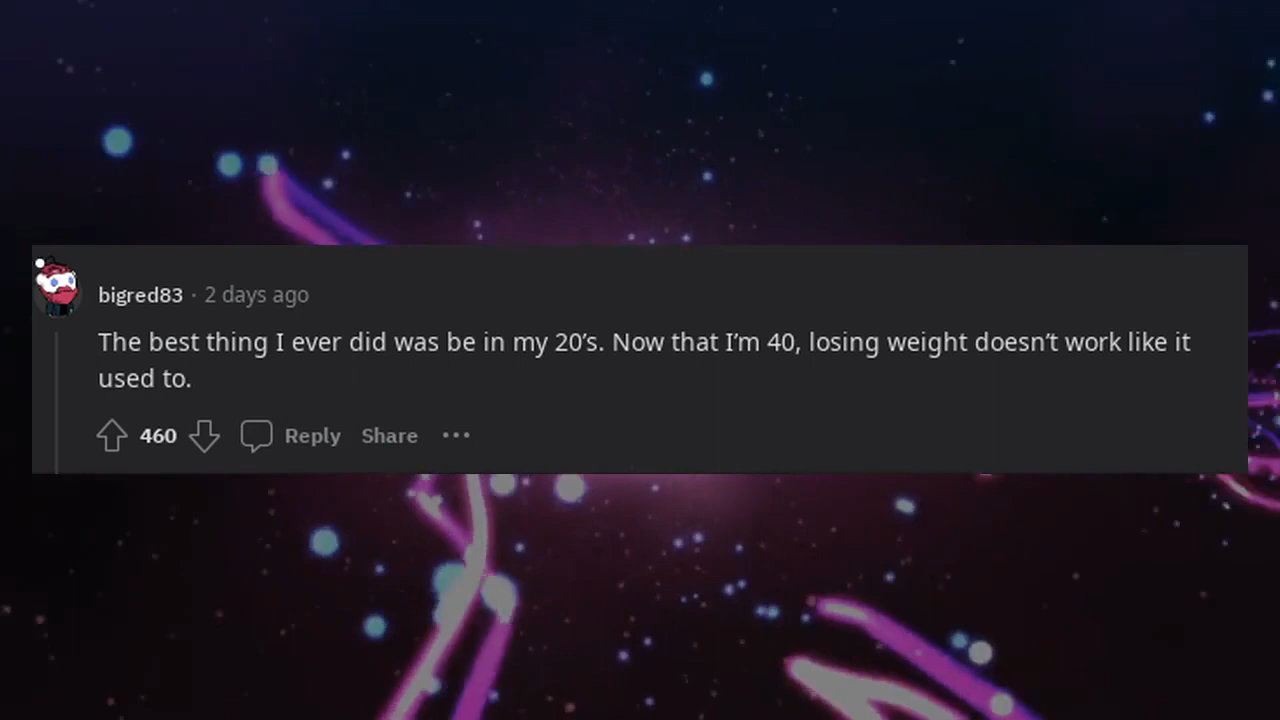 bigred83 · 2 days ago
The best thing I ever did was be in my 20’s. Now that I’m 40, losing weight doesn’t work like it
used to.
460 Reply Share •••